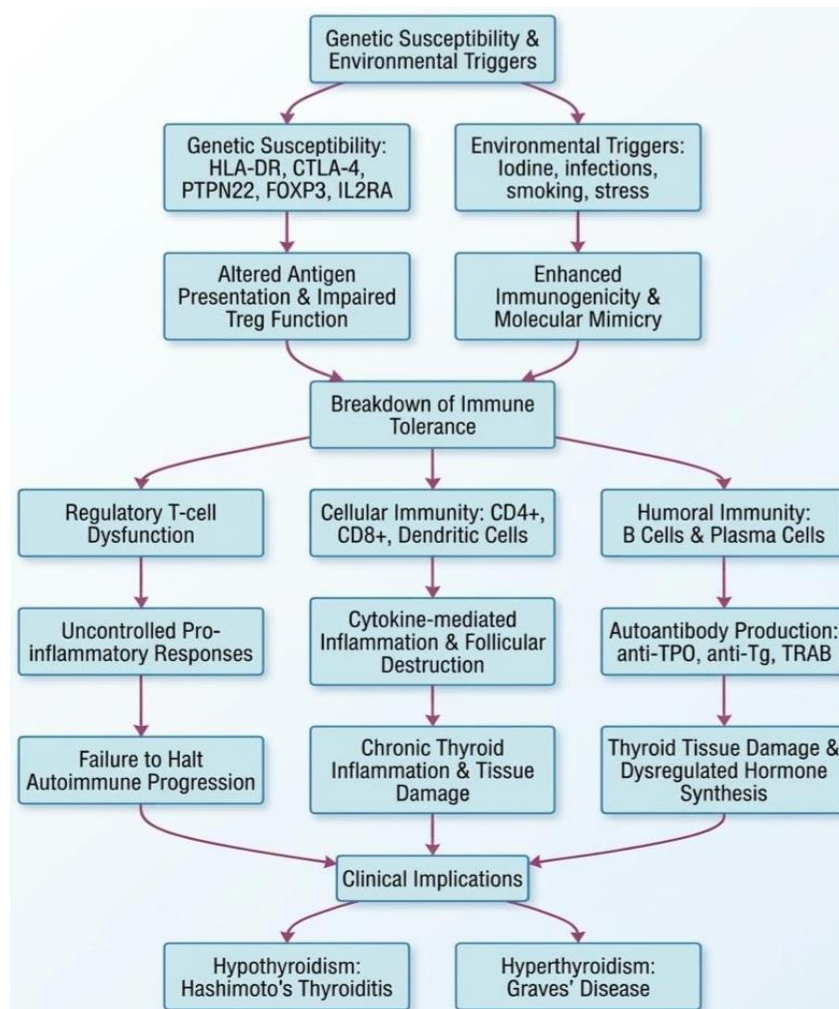 Genetic Susceptibility &
Environmental Triggers
Genetic Susceptibility:
HLA-DR, CTLA-4,
PTPN22, FOXP3, IL2RA
Environmental Triggers:
Iodine, infections,
smoking, stress
Altered Antigen
Presentation & Impaired
Treg Function
Enhanced
Immunogenicity &
Molecular Mimicry
Breakdown of Immune
Tolerance
Regulatory T-cell
Dysfunction
Cellular Immunity: CD4+,
CD8+, Dendritic Cells
Humoral Immunity:
B Cells & Plasma Cells
Uncontrolled Pro-
inflammatory Responses
Cytokine-mediated
Inflammation & Follicular
Destruction
Autoantibody Production:
anti-TPO, anti-Tg, TRAB
Failure to Halt
Autoimmune Progression
Chronic Thyroid
Inflammation & Tissue
Damage
Thyroid Tissue Damage &
Dysregulated Hormone
Synthesis
Clinical Implications
Hypothyroidism:
Hashimoto's Thyroiditis
Hyperthyroidism:
Graves' Disease